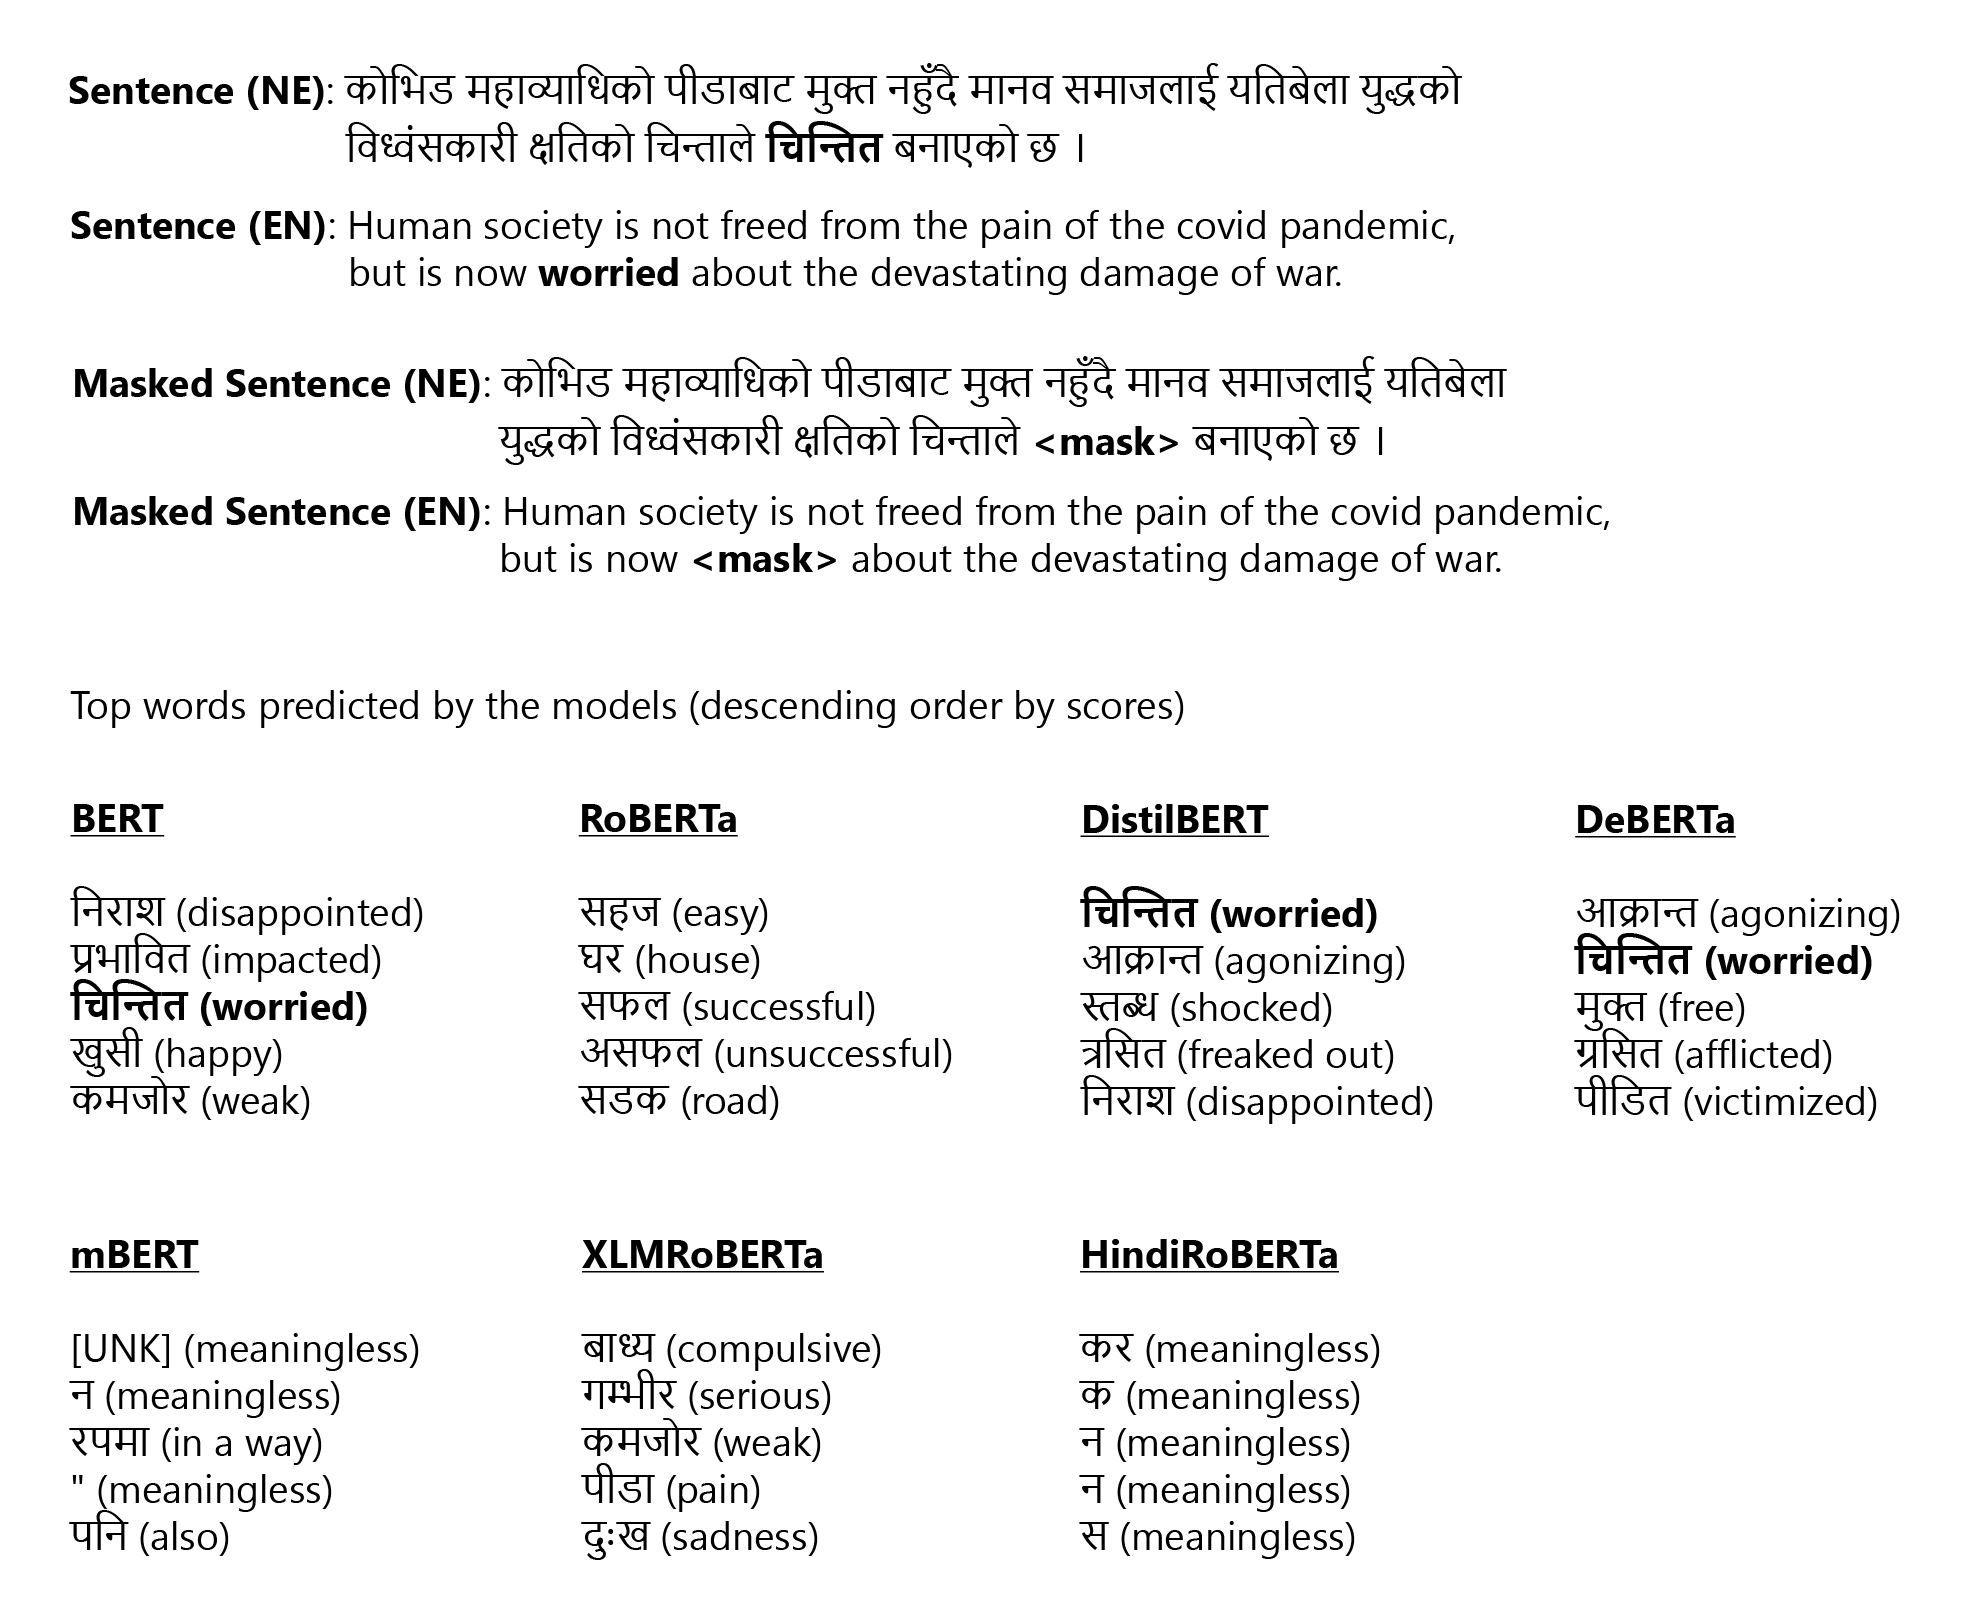 Sentence (NE): कोभिड महाव्याधिको पीडाबाट मुक्त नहुँदै मानव समाजलाई यतिबेला युद्धको
विध्वंसकारी क्षतिको चिन्ताले चिन्तित बनाएको छ ।
Sentence (EN): Human society is not freed from the pain of the covid pandemic,
but is now worried about the devastating damage of war.
Masked Sentence (NE): कोभिड महाव्याधिको पीडाबाट मुक्त नहुँदै मानव समाजलाई यतिबेला
युद्धको विध्वंसकारी क्षतिको चिन्ताले <mask> बनाएको छ ।
Masked Sentence (EN): Human society is not freed from the pain of the covid pandemic,
but is now <mask> about the devastating damage of war.
Top words predicted by the models (descending order by scores)
BERT
निराश (disappointed)
प्रभावित (impacted)
चिन्तित (worried)
खुसी (happy)
कमजोर (weak)
RoBERTa
सहज (easy)
घर (house)
सफल (successful)
असफल (unsuccessful)
सडक (road)
DistilBERT
चिन्तित (worried)
आक्रान्त (agonizing)
स्तब्ध (shocked)
त्रसित (freaked out)
निराश (disappointed)
DeBERTa
आक्रान्त (agonizing)
चिन्तित (worried)
मुक्त (free)
ग्रसित (afflicted)
पीडित (victimized)
mBERT
[UNK] (meaningless)
न (meaningless)
रपमा (in a way)
" (meaningless)
पनि (also)
XLMRoBERTa
बाध्य (compulsive)
गम्भीर (serious)
कमजोर (weak)
पीडा (pain)
दुःख (sadness)
HindiRoBERTa
कर (meaningless)
क (meaningless)
न (meaningless)
न (meaningless)
स (meaningless)